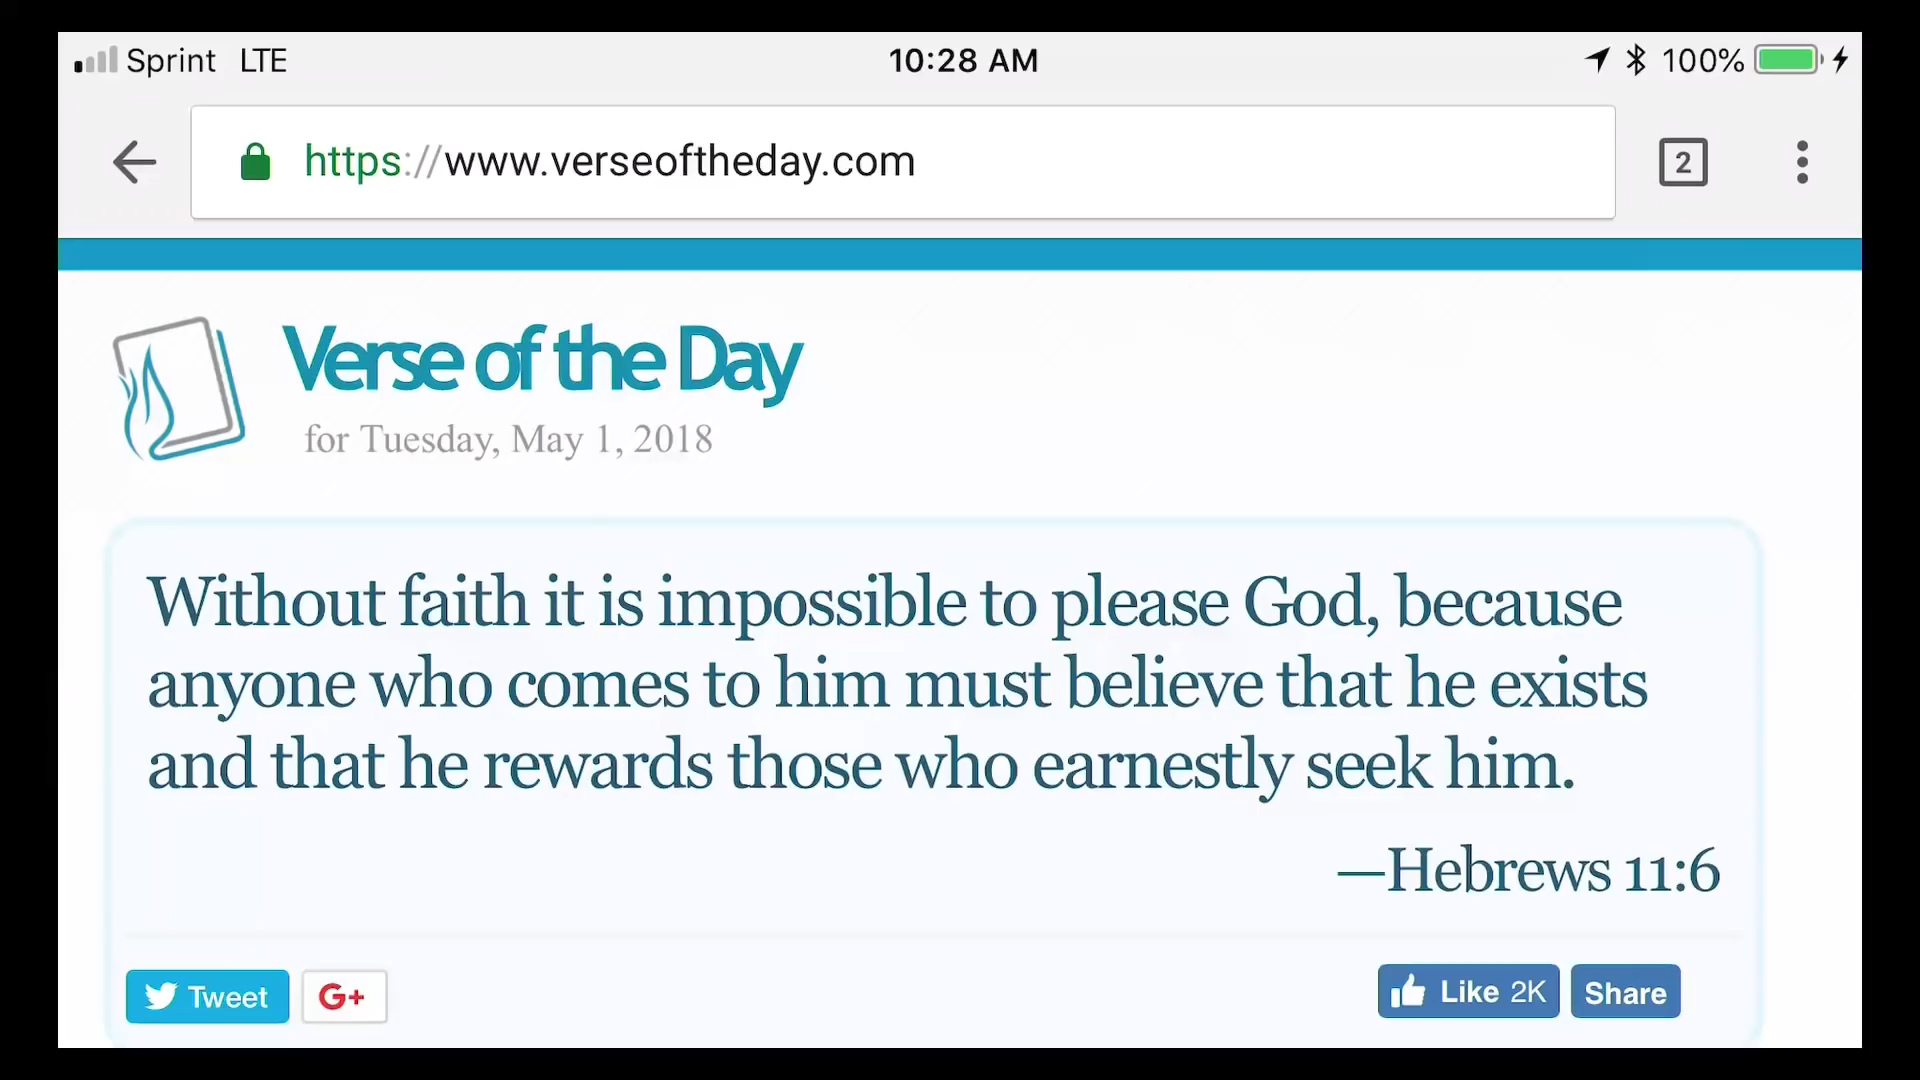 Sprint LTE 10:28 AM 100%
https://www.verseoftheday.com 2
Verse of the Day
for Tuesday, May 1, 2018
Without faith it is impossible to please God, because
anyone who comes to him must believe that he exists
and that he rewards those who earnestly seek him.
—Hebrews 11:6
Tweet G+ Like 2K Share